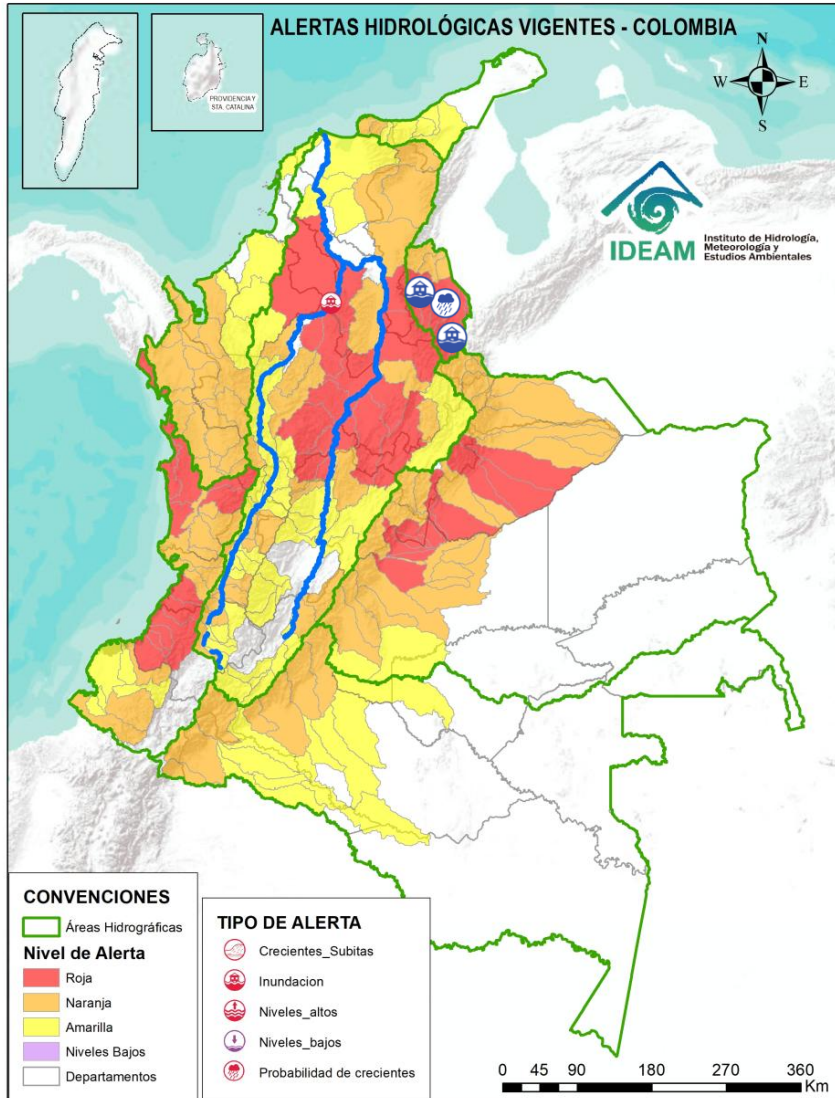 ALERTAS HIDROLÓGICAS VIGENTES - COLOMBIA
PROVIDENCIA Y
STA. CATALINA
N
W
E
S
IDEAM
Instituto de Hidrología,
Meteorología y
Estudios Ambientales
CONVENCIONES
Áreas Hidrográficas
Nivel de Alerta
Roja
Naranja
Amarilla
Niveles Bajos
Departamentos
TIPO DE ALERTA
Crecientes_Subitas
Inundacion
Niveles_altos
Niveles_bajos
Probabilidad de crecientes
0 45 90 180 270 360
Km